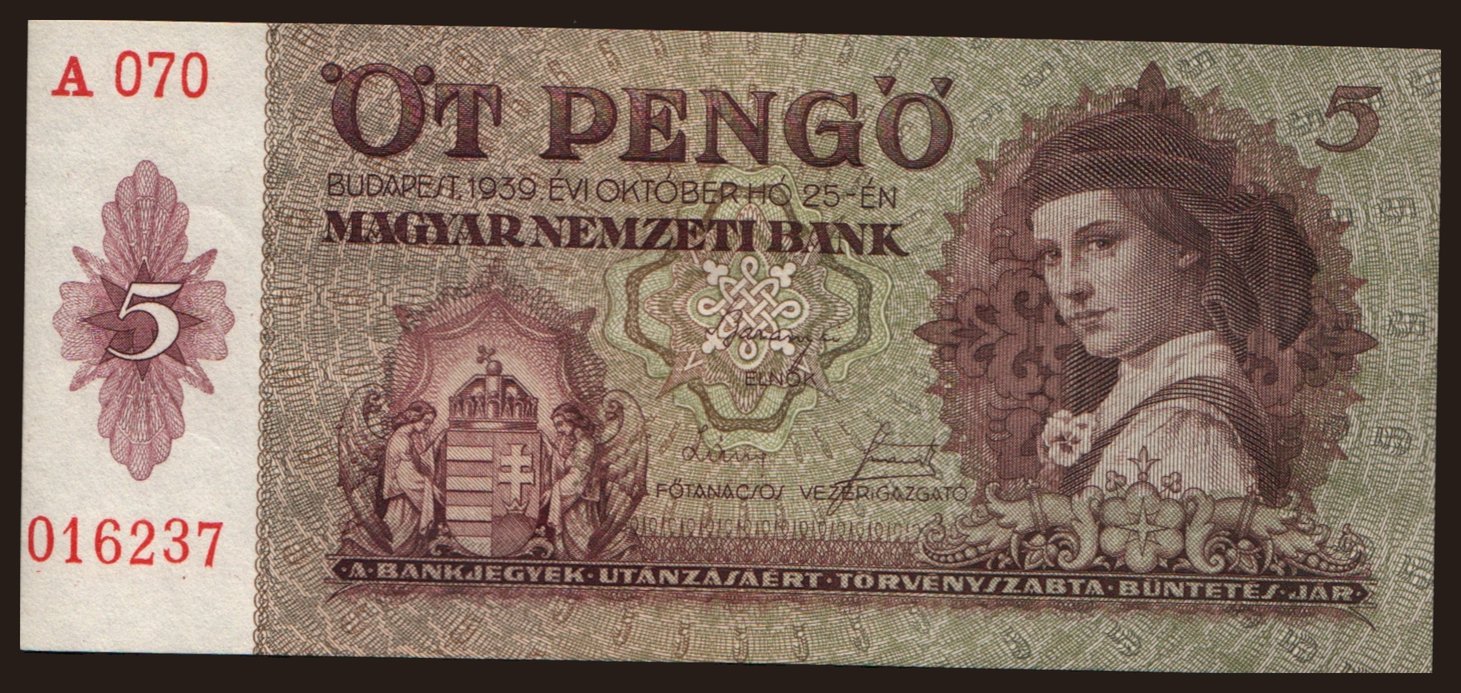 A 070
ÖT PENGŐ
5
BUDAPEST, 1939 ÉVI OKTÓBER HÓ 25-ÉN
MAGYAR NEMZETI BANK
5
ELNÖK
FŐTANÁCSOS VEZÉRIGAZGATÓ
016237
·A·BANKJEGYEK·UTÁNZÁSÁÉRT·TÖRVÉNYSZABTA·BÜNTETÉS·JÁR·